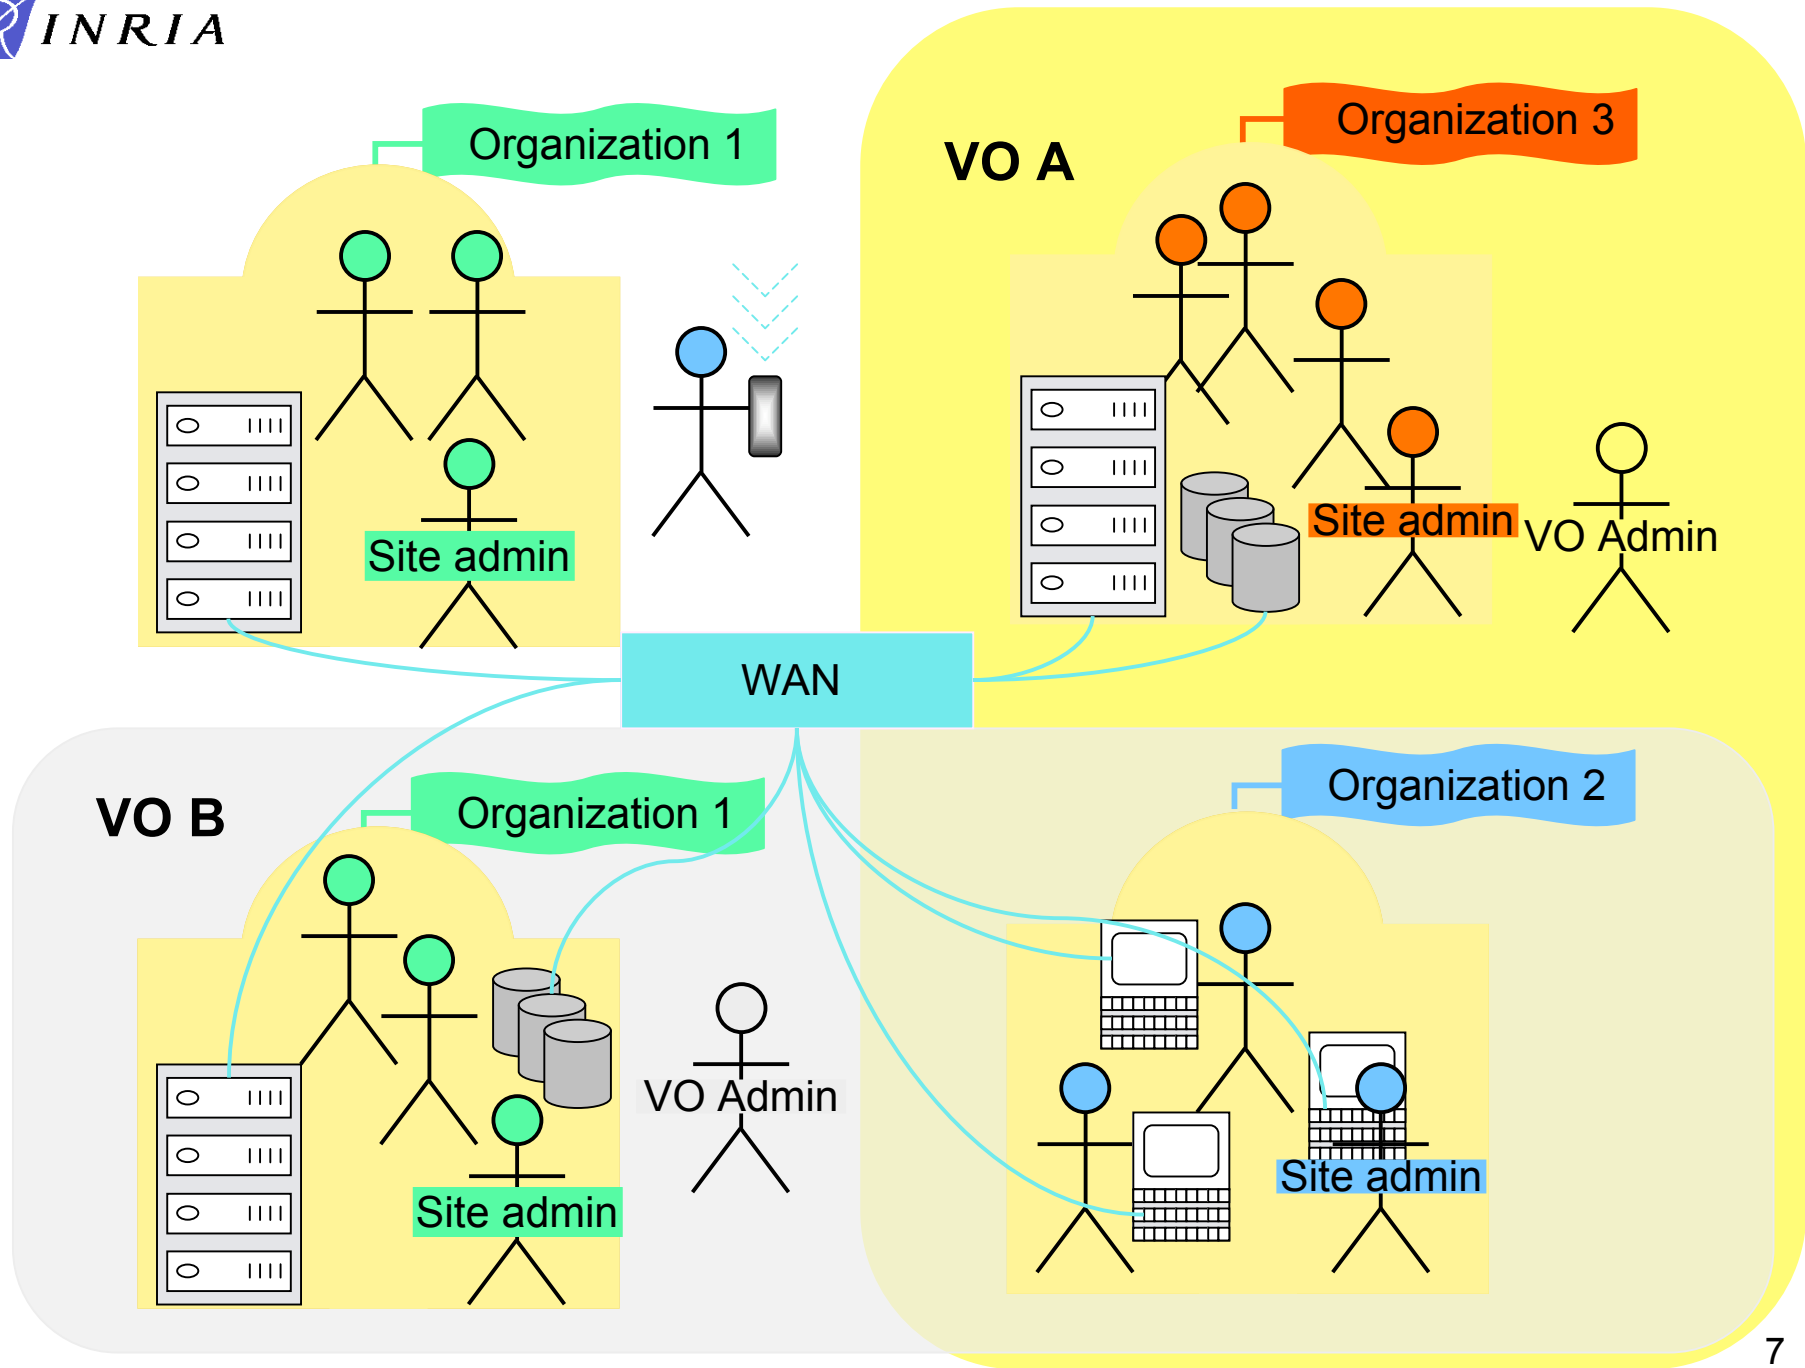 INRIA
Organization 1
Organization 3
VO A
Site admin
Site admin
VO Admin
WAN
Organization 2
VO B
Organization 1
VO Admin
Site admin
Site admin
7